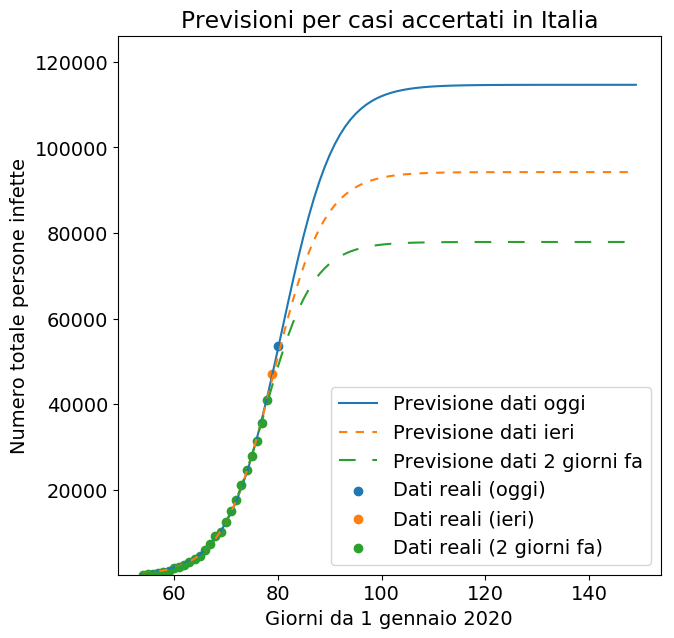 Previsioni per casi accertati in Italia
Numero totale persone infette
120000
100000
80000
60000
40000
20000
60
80
100
120
140
Giorni da 1 gennaio 2020
Previsione dati oggi
Previsione dati ieri
Previsione dati 2 giorni fa
Dati reali (oggi)
Dati reali (ieri)
Dati reali (2 giorni fa)